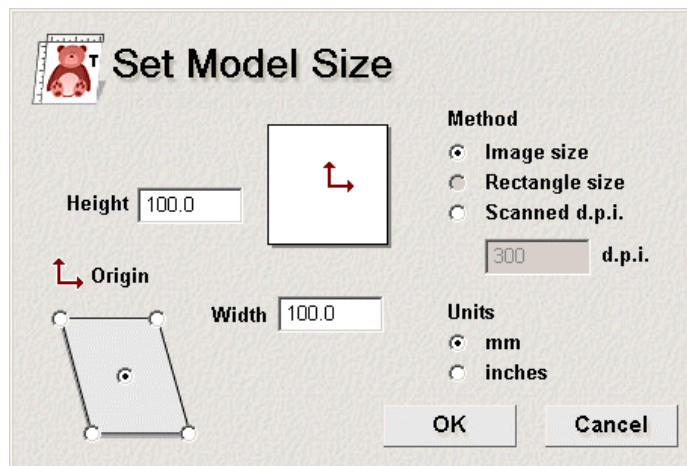 T
Set Model Size
Method
Image size
Rectangle size
Height 100.0
Scanned d.p.i.
300 d.p.i.
Origin
Width 100.0
Units
mm
inches
OK Cancel